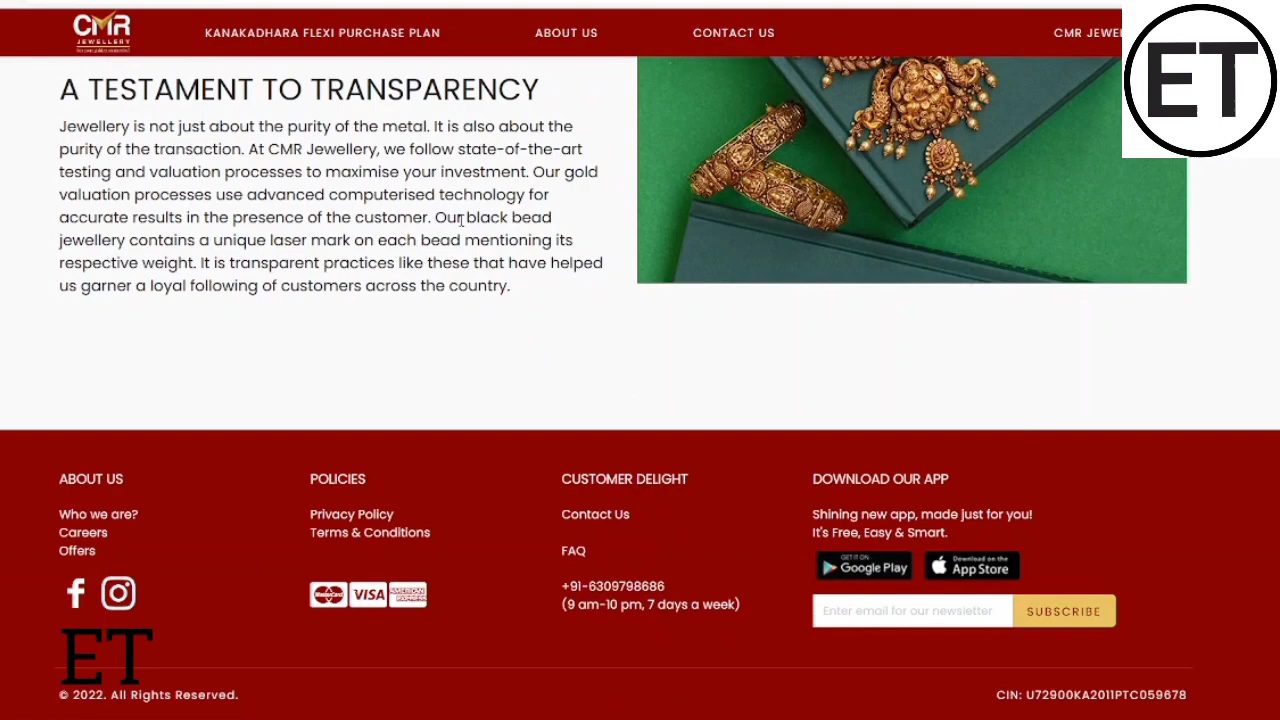 CMR
JEWELLERY
KANAKADHARA FLEXI PURCHASE PLAN
ABOUT US
CONTACT US
CMR JEWEL
ET
A TESTAMENT TO TRANSPARENCY
Jewellery is not just about the purity of the metal. It is also about the
purity of the transaction. At CMR Jewellery, we follow state-of-the-art
testing and valuation processes to maximise your investment. Our gold
valuation processes use advanced computerised technology for
accurate results in the presence of the customer. Our black bead
jewellery contains a unique laser mark on each bead mentioning its
respective weight. It is transparent practices like these that have helped
us garner a loyal following of customers across the country.
ABOUT US
Who we are?
Careers
Offers
POLICIES
Privacy Policy
Terms & Conditions
MasterCard
VISA
AMERICAN
EXPRESS
CUSTOMER DELIGHT
Contact Us
FAQ
+91-6309798686
(9 am-10 pm, 7 days a week)
DOWNLOAD OUR APP
Shining new app, made just for you!
It's Free, Easy & Smart.
GET IT ON
Google Play
Download on the
App Store
Enter email for our newsletter
SUBSCRIBE
ET
© 2022. All Rights Reserved.
CIN: U72900KA2011PTC059678